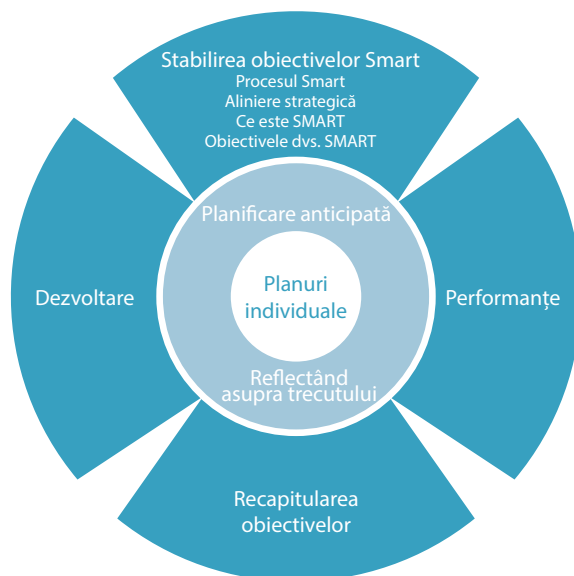 Stabilirea obiectivelor Smart
Procesul Smart
Aliniere strategică
Ce este SMART
Obiectivele dvs. SMART
Planificare anticipată
Dezvoltare
Planuri
individuale
Performanțe
Reflectând
asupra trecutului
Recapitularea
obiectivelor